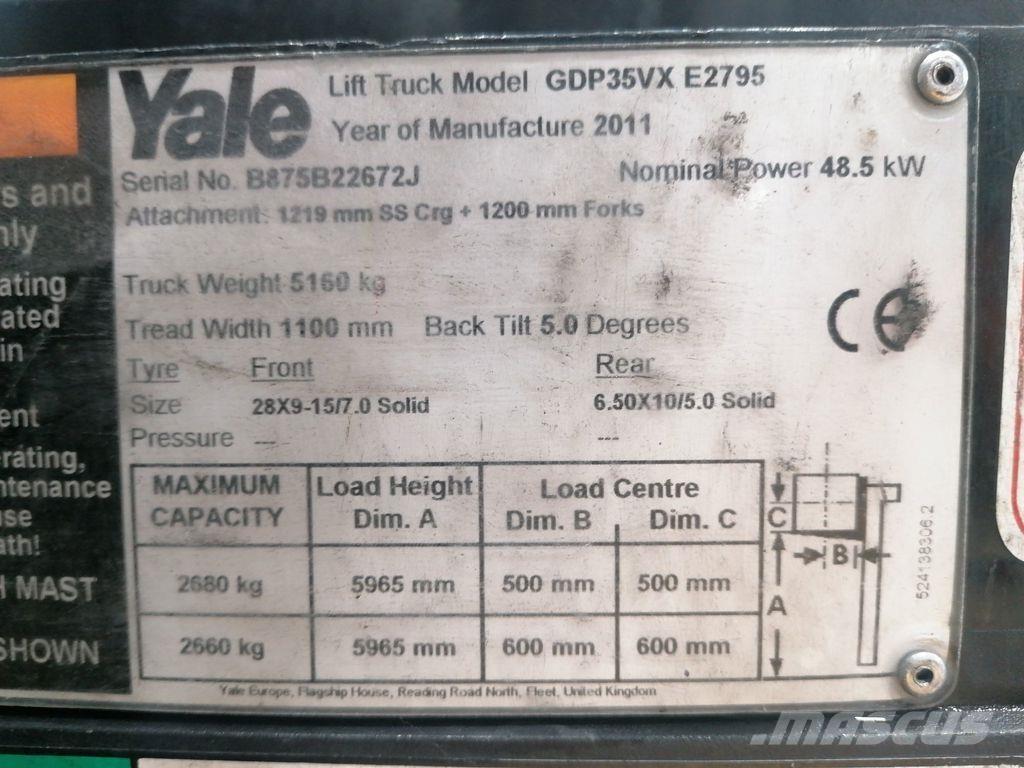 Yale
Lift Truck Model GDP35VX E2795
Year of Manufacture 2011
Serial No. B875B22672J
Nominal Power 48.5 kW
Attachment: 1219 mm SS Crg + 1200 mm Forks
Truck Weight 5160 kg
Tread Width 1100 mm Back Tilt 5.0 Degrees
CE
Tyre Front Rear
Size 28X9-15/7.0 Solid 6.50X10/5.0 Solid
Pressure --- ---
MAXIMUM CAPACITY Load Height Dim. A Load Centre Dim. B Dim. C
2680 kg 5965 mm 500 mm 500 mm
2660 kg 5965 mm 600 mm 600 mm
C
B
A
524138306.2
Yale Europe, Flagship House, Reading Road North, Fleet, United Kingdom
s and
nly
ating
ated
in
ent
rating,
ntenance
use
ath!
H MAST
SHOWN
MASCUS